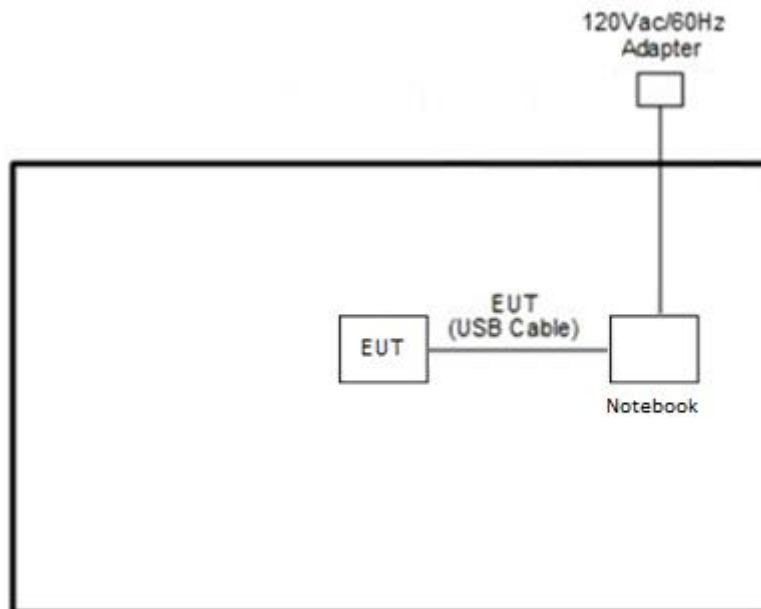 120Vac/60Hz
Adapter
EUT
(USB Cable)
EUT
Notebook